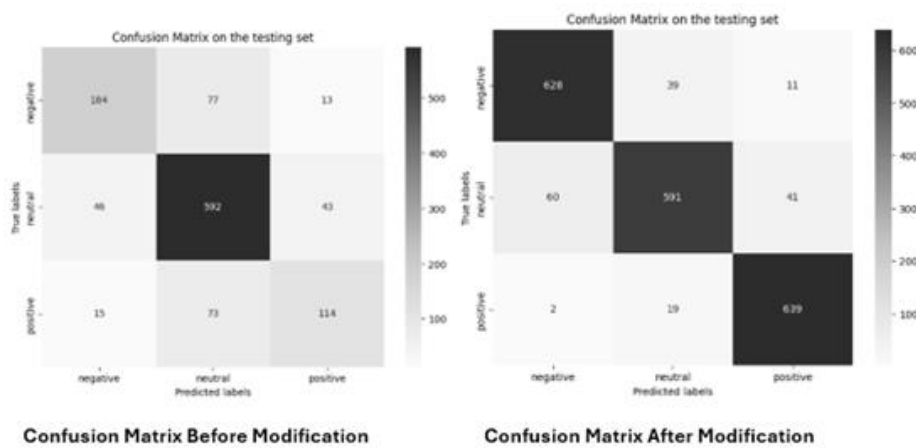 Confusion Matrix on the testing set
negative
184 77 13
True labels
neutral
46 592 43
positive
15 73 114
negative neutral positive
Predicted labels
500
400
300
200
100
Confusion Matrix Before Modification
Confusion Matrix on the testing set
negative
628 39 11
True labels
neutral
60 591 41
positive
2 19 639
negative neutral positive
Predicted labels
600
500
400
300
200
100
Confusion Matrix After Modification